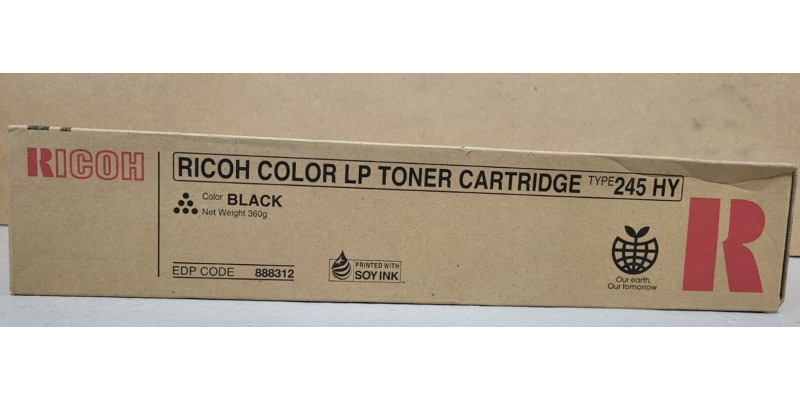 RICOH
RICOH COLOR LP TONER CARTRIDGE TYPE 245 HY
Color BLACK
Net Weight 360g
EDP CODE 888312
PRINTED WITH
SOY INK
Our earth,
Our tomorrow
R